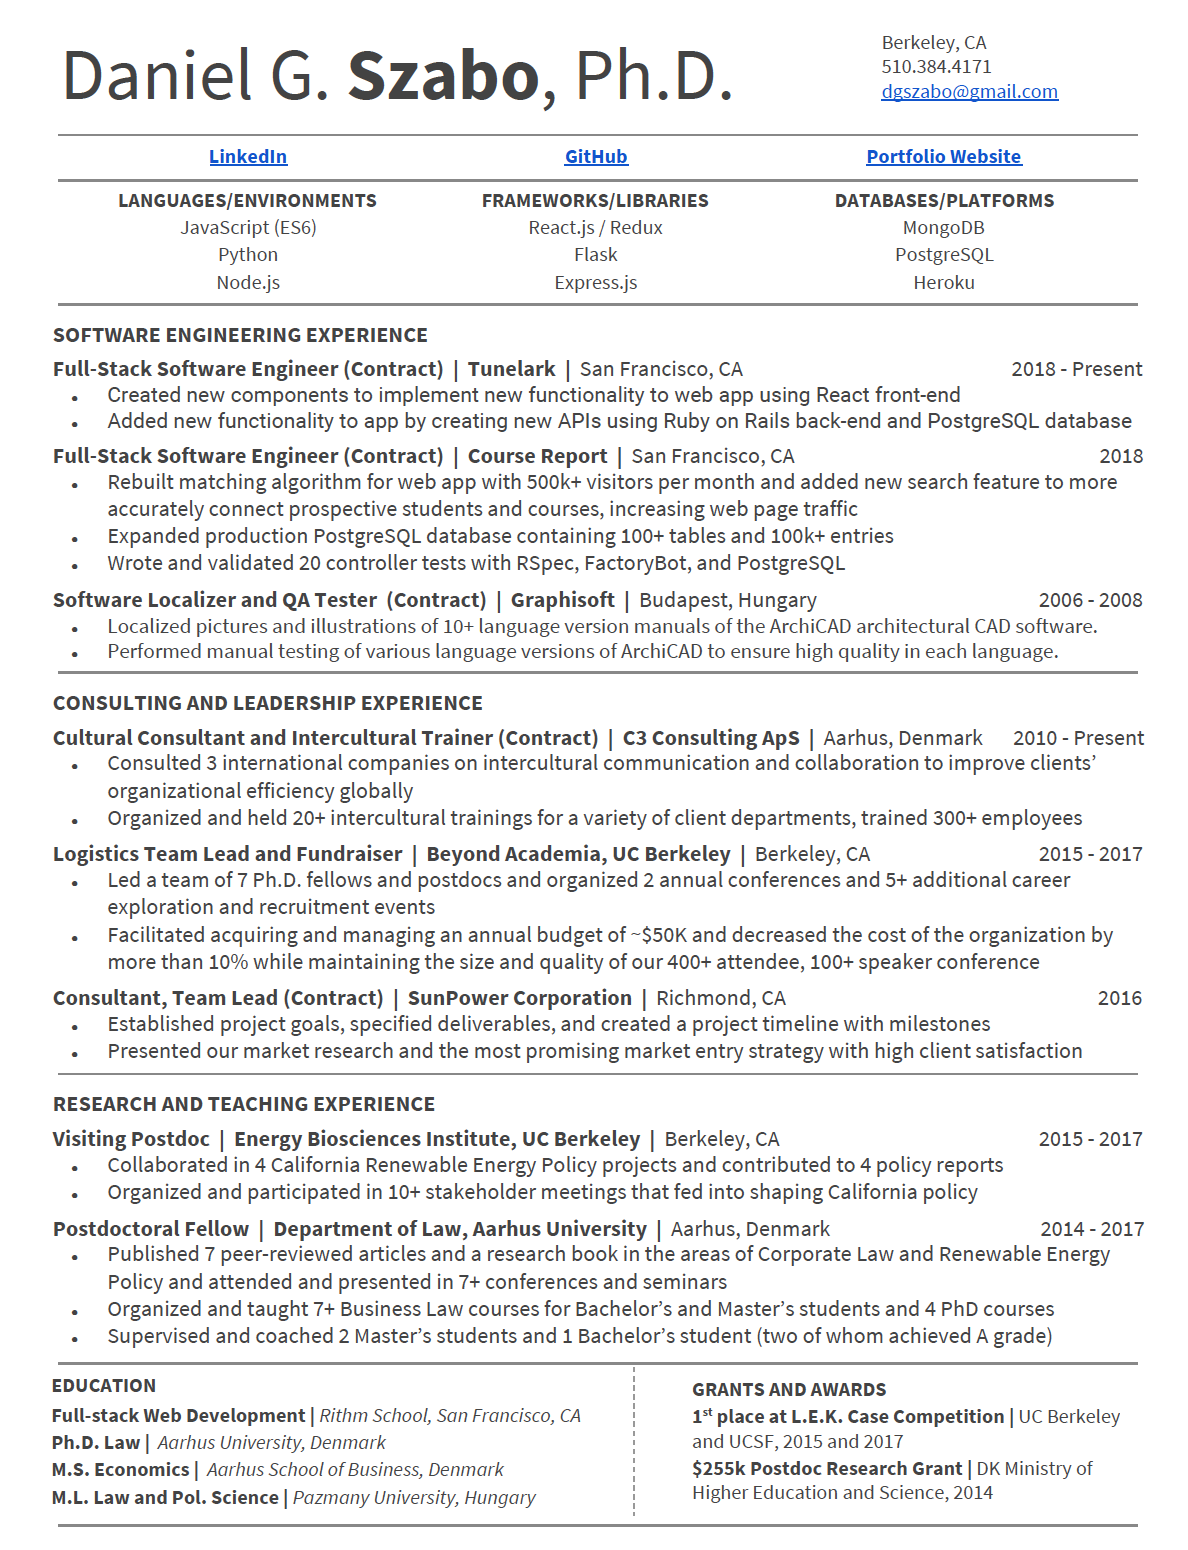 Daniel G. Szabo, Ph.D.
Berkeley, CA
510.384.4171
dgszabo@gmail.com
LinkedIn GitHub Portfolio Website
LANGUAGES/ENVIRONMENTS FRAMEWORKS/LIBRARIES DATABASES/PLATFORMS
JavaScript (ES6) React.js / Redux MongoDB
Python Flask PostgreSQL
Node.js Express.js Heroku
SOFTWARE ENGINEERING EXPERIENCE
Full-Stack Software Engineer (Contract) | Tunelark | San Francisco, CA 2018 - Present
• Created new components to implement new functionality to web app using React front-end
• Added new functionality to app by creating new APIs using Ruby on Rails back-end and PostgreSQL database
Full-Stack Software Engineer (Contract) | Course Report | San Francisco, CA 2018
• Rebuilt matching algorithm for web app with 500k+ visitors per month and added new search feature to more
accurately connect prospective students and courses, increasing web page traffic
• Expanded production PostgreSQL database containing 100+ tables and 100k+ entries
• Wrote and validated 20 controller tests with RSpec, FactoryBot, and PostgreSQL
Software Localizer and QA Tester (Contract) | Graphisoft | Budapest, Hungary 2006 - 2008
• Localized pictures and illustrations of 10+ language version manuals of the ArchiCAD architectural CAD software.
• Performed manual testing of various language versions of ArchiCAD to ensure high quality in each language.
CONSULTING AND LEADERSHIP EXPERIENCE
Cultural Consultant and Intercultural Trainer (Contract) | C3 Consulting ApS | Aarhus, Denmark 2010 - Present
• Consulted 3 international companies on intercultural communication and collaboration to improve clients’
organizational efficiency globally
• Organized and held 20+ intercultural trainings for a variety of client departments, trained 300+ employees
Logistics Team Lead and Fundraiser | Beyond Academia, UC Berkeley | Berkeley, CA 2015 - 2017
• Led a team of 7 Ph.D. fellows and postdocs and organized 2 annual conferences and 5+ additional career
exploration and recruitment events
• Facilitated acquiring and managing an annual budget of ~$50K and decreased the cost of the organization by
more than 10% while maintaining the size and quality of our 400+ attendee, 100+ speaker conference
Consultant, Team Lead (Contract) | SunPower Corporation | Richmond, CA 2016
• Established project goals, specified deliverables, and created a project timeline with milestones
• Presented our market research and the most promising market entry strategy with high client satisfaction
RESEARCH AND TEACHING EXPERIENCE
Visiting Postdoc | Energy Biosciences Institute, UC Berkeley | Berkeley, CA 2015 - 2017
• Collaborated in 4 California Renewable Energy Policy projects and contributed to 4 policy reports
• Organized and participated in 10+ stakeholder meetings that fed into shaping California policy
Postdoctoral Fellow | Department of Law, Aarhus University | Aarhus, Denmark 2014 - 2017
• Published 7 peer-reviewed articles and a research book in the areas of Corporate Law and Renewable Energy
Policy and attended and presented in 7+ conferences and seminars
• Organized and taught 7+ Business Law courses for Bachelor’s and Master’s students and 4 PhD courses
• Supervised and coached 2 Master’s students and 1 Bachelor’s student (two of whom achieved A grade)
EDUCATION
Full-stack Web Development | Rithm School, San Francisco, CA
Ph.D. Law | Aarhus University, Denmark
M.S. Economics | Aarhus School of Business, Denmark
M.L. Law and Pol. Science | Pazmany University, Hungary
GRANTS AND AWARDS
1st place at L.E.K. Case Competition | UC Berkeley
and UCSF, 2015 and 2017
$255k Postdoc Research Grant | DK Ministry of
Higher Education and Science, 2014